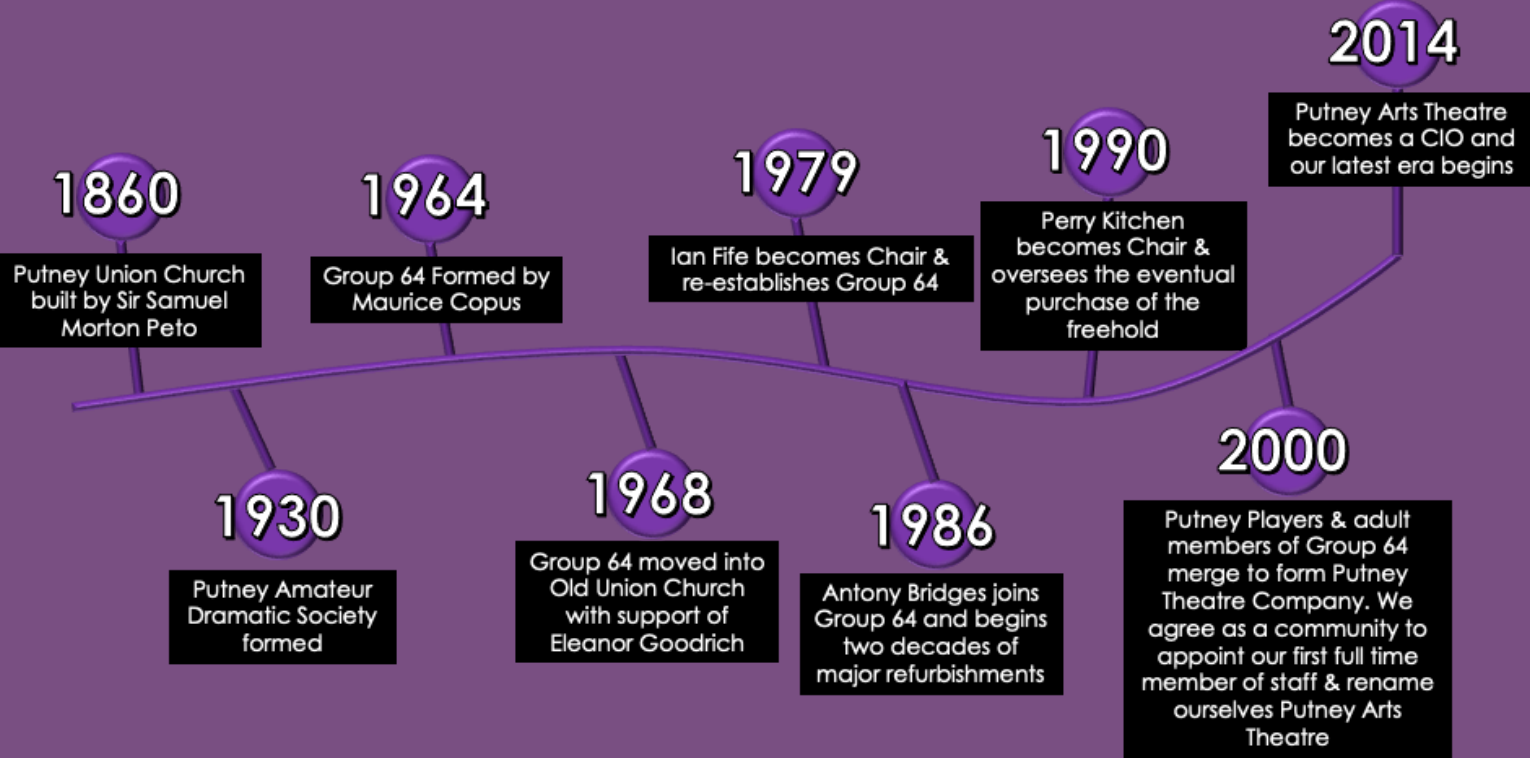 1860
Putney Union Church
built by Sir Samuel
Morton Peto
1930
Putney Amateur
Dramatic Society
formed
1964
Group 64 Formed by
Maurice Copus
1968
Group 64 moved into
Old Union Church
with support of
Eleanor Goodrich
1979
Ian Fife becomes Chair &
re-establishes Group 64
1986
Antony Bridges joins
Group 64 and begins
two decades of
major refurbishments
1990
Perry Kitchen
becomes Chair &
oversees the eventual
purchase of the
freehold
2000
Putney Players & adult
members of Group 64
merge to form Putney
Theatre Company. We
agree as a community to
appoint our first full time
member of staff & rename
ourselves Putney Arts
Theatre
2014
Putney Arts Theatre
becomes a CIO and
our latest era begins